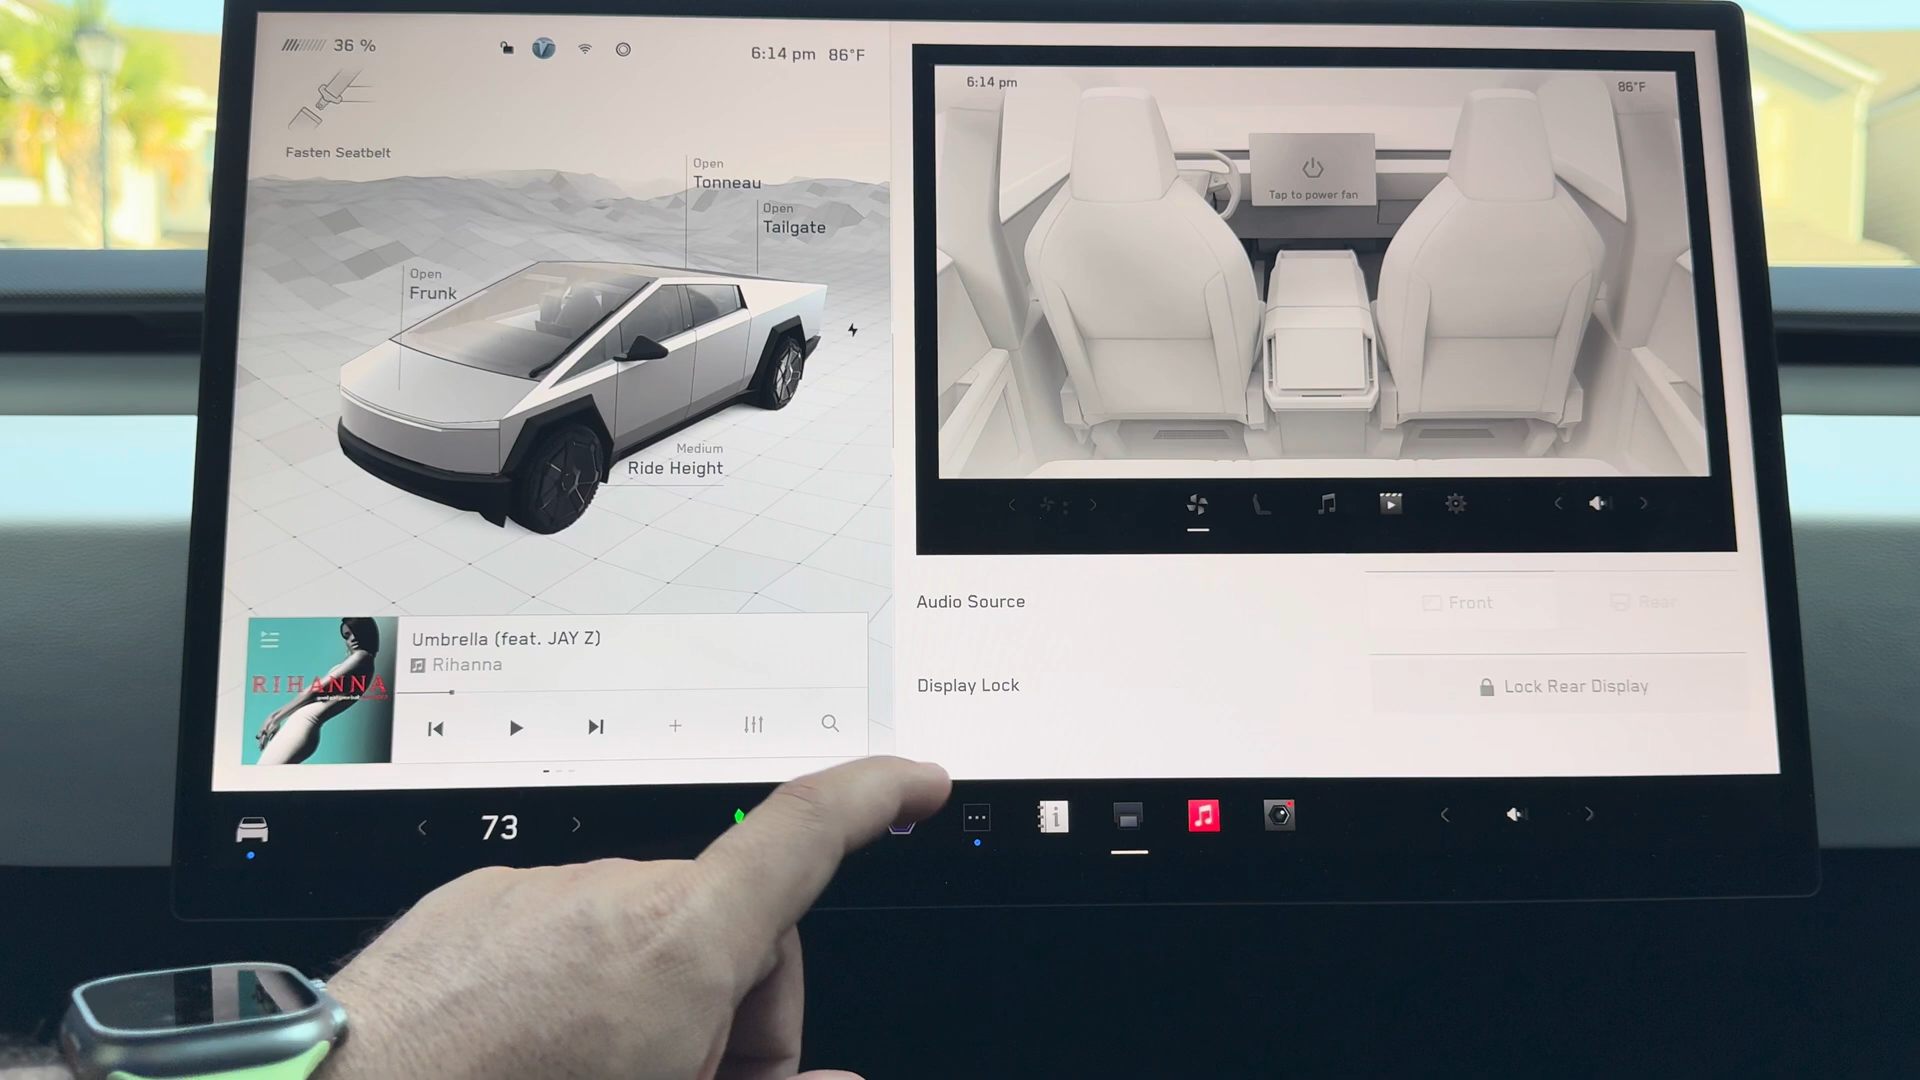 36 %
6:14 pm 86°F
Fasten Seatbelt
Open
Tonneau
Open
Tailgate
Open
Frunk
Medium
Ride Height
RIHANNA
Umbrella (feat. JAY Z)
Rihanna
73
6:14 pm
86°F
Tap to power fan
Audio Source
Front
Rear
Display Lock
Lock Rear Display
i